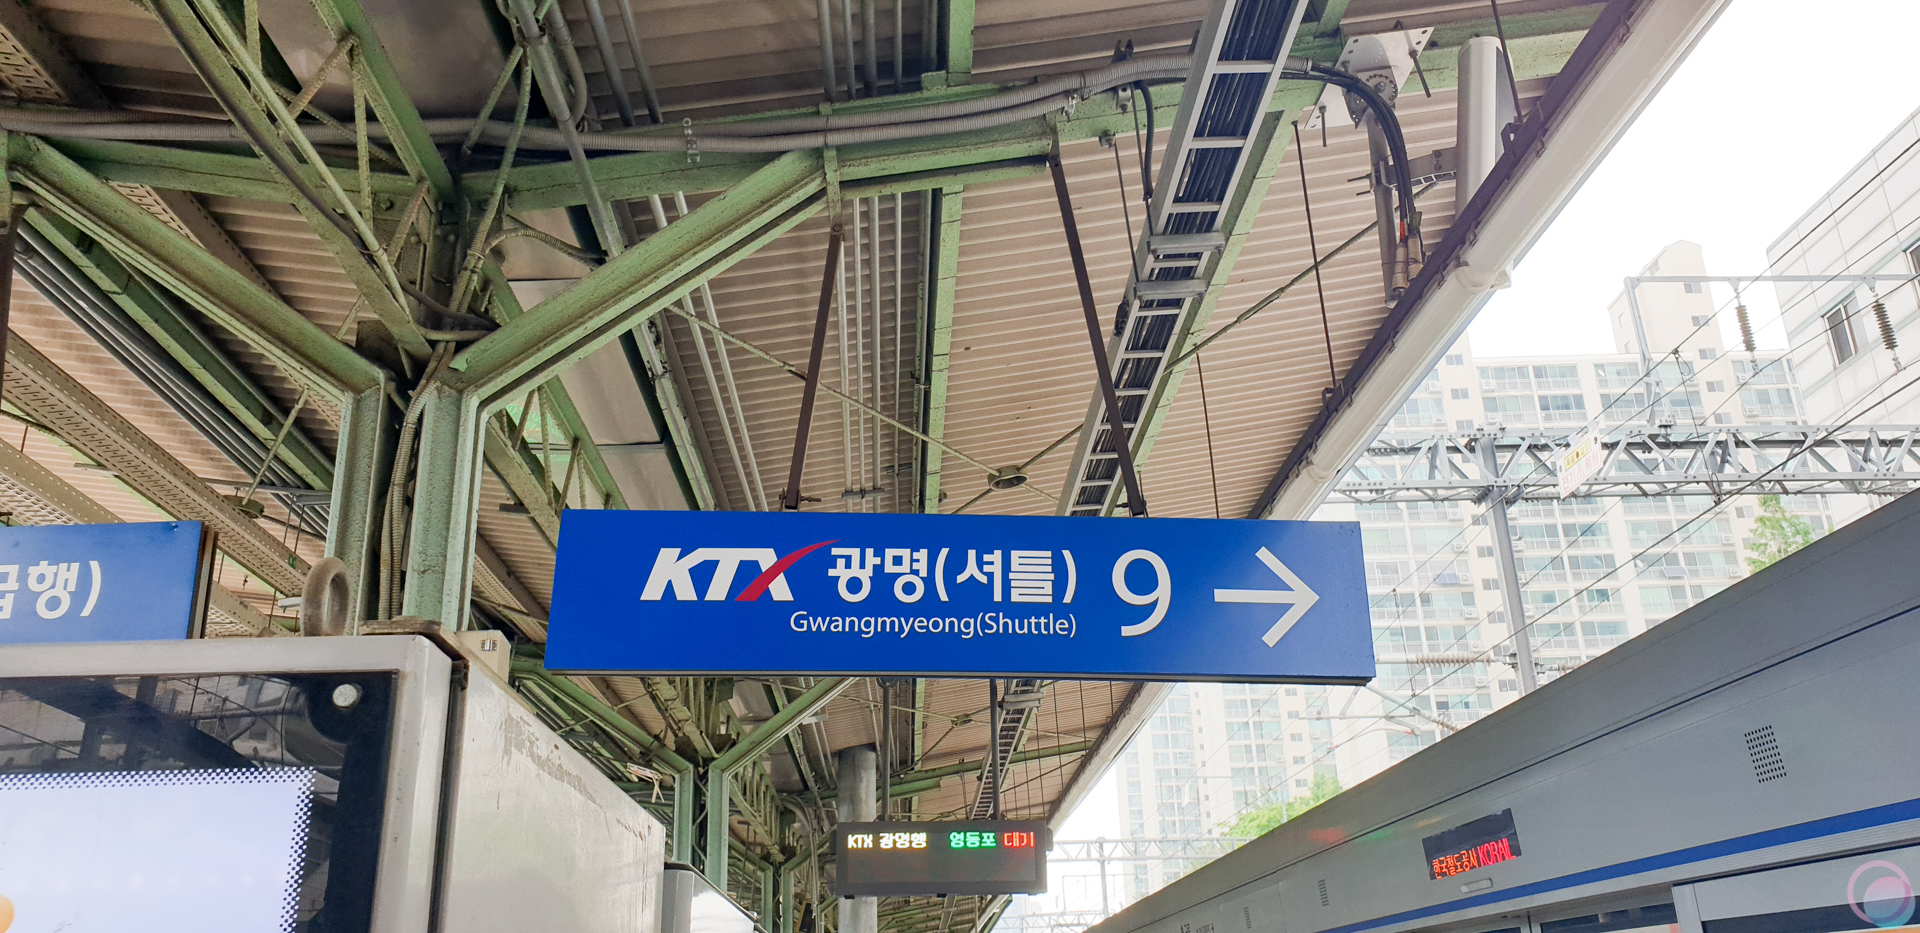 급행)
KTX 광명(셔틀) 9
Gwangmyeong(Shuttle)
KTX 광명행 영등포 대기
한국철도공사 KORAIL